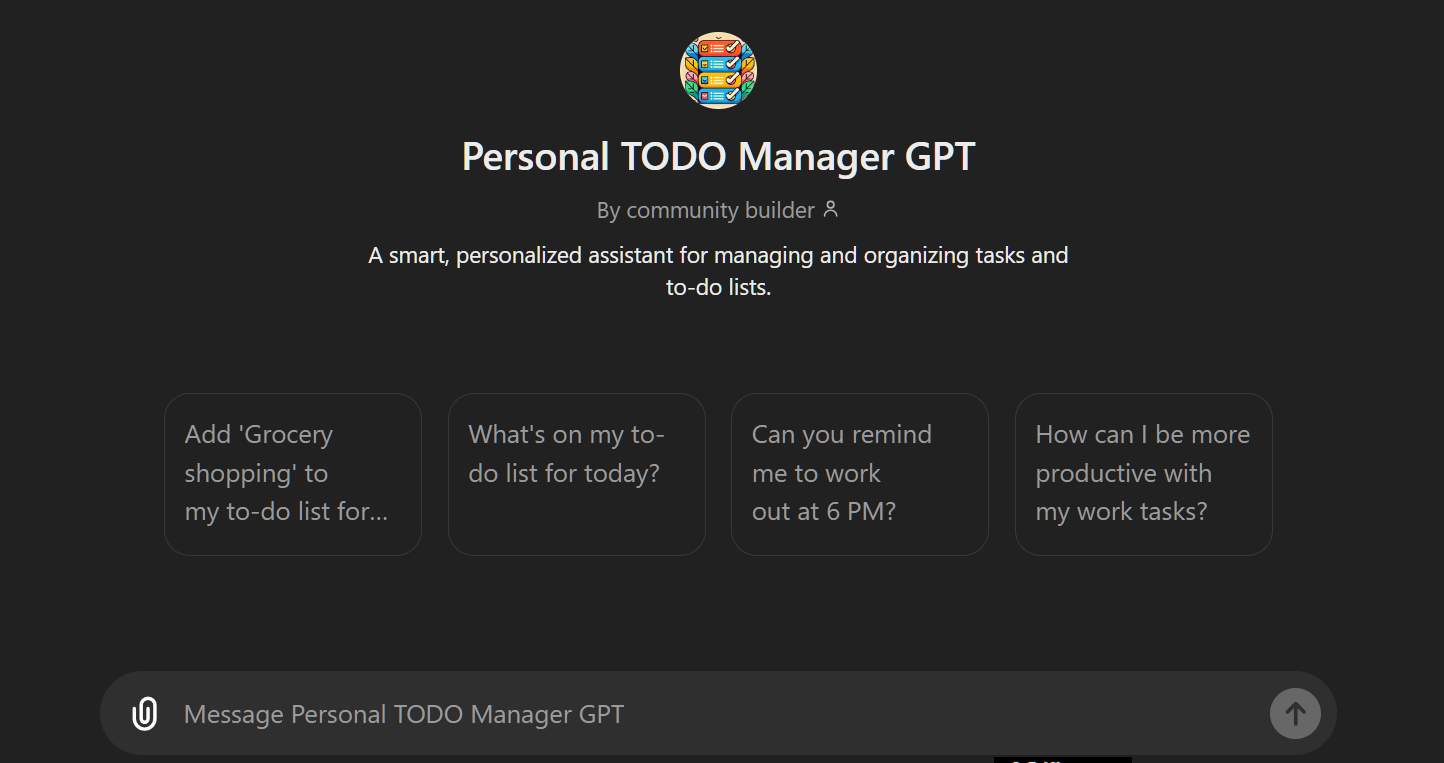 Personal TODO Manager GPT
By community builder
A smart, personalized assistant for managing and organizing tasks and
to-do lists.
Add 'Grocery
shopping' to
my to-do list for...
What's on my to-
do list for today?
Can you remind
me to work
out at 6 PM?
How can I be more
productive with
my work tasks?
Message Personal TODO Manager GPT